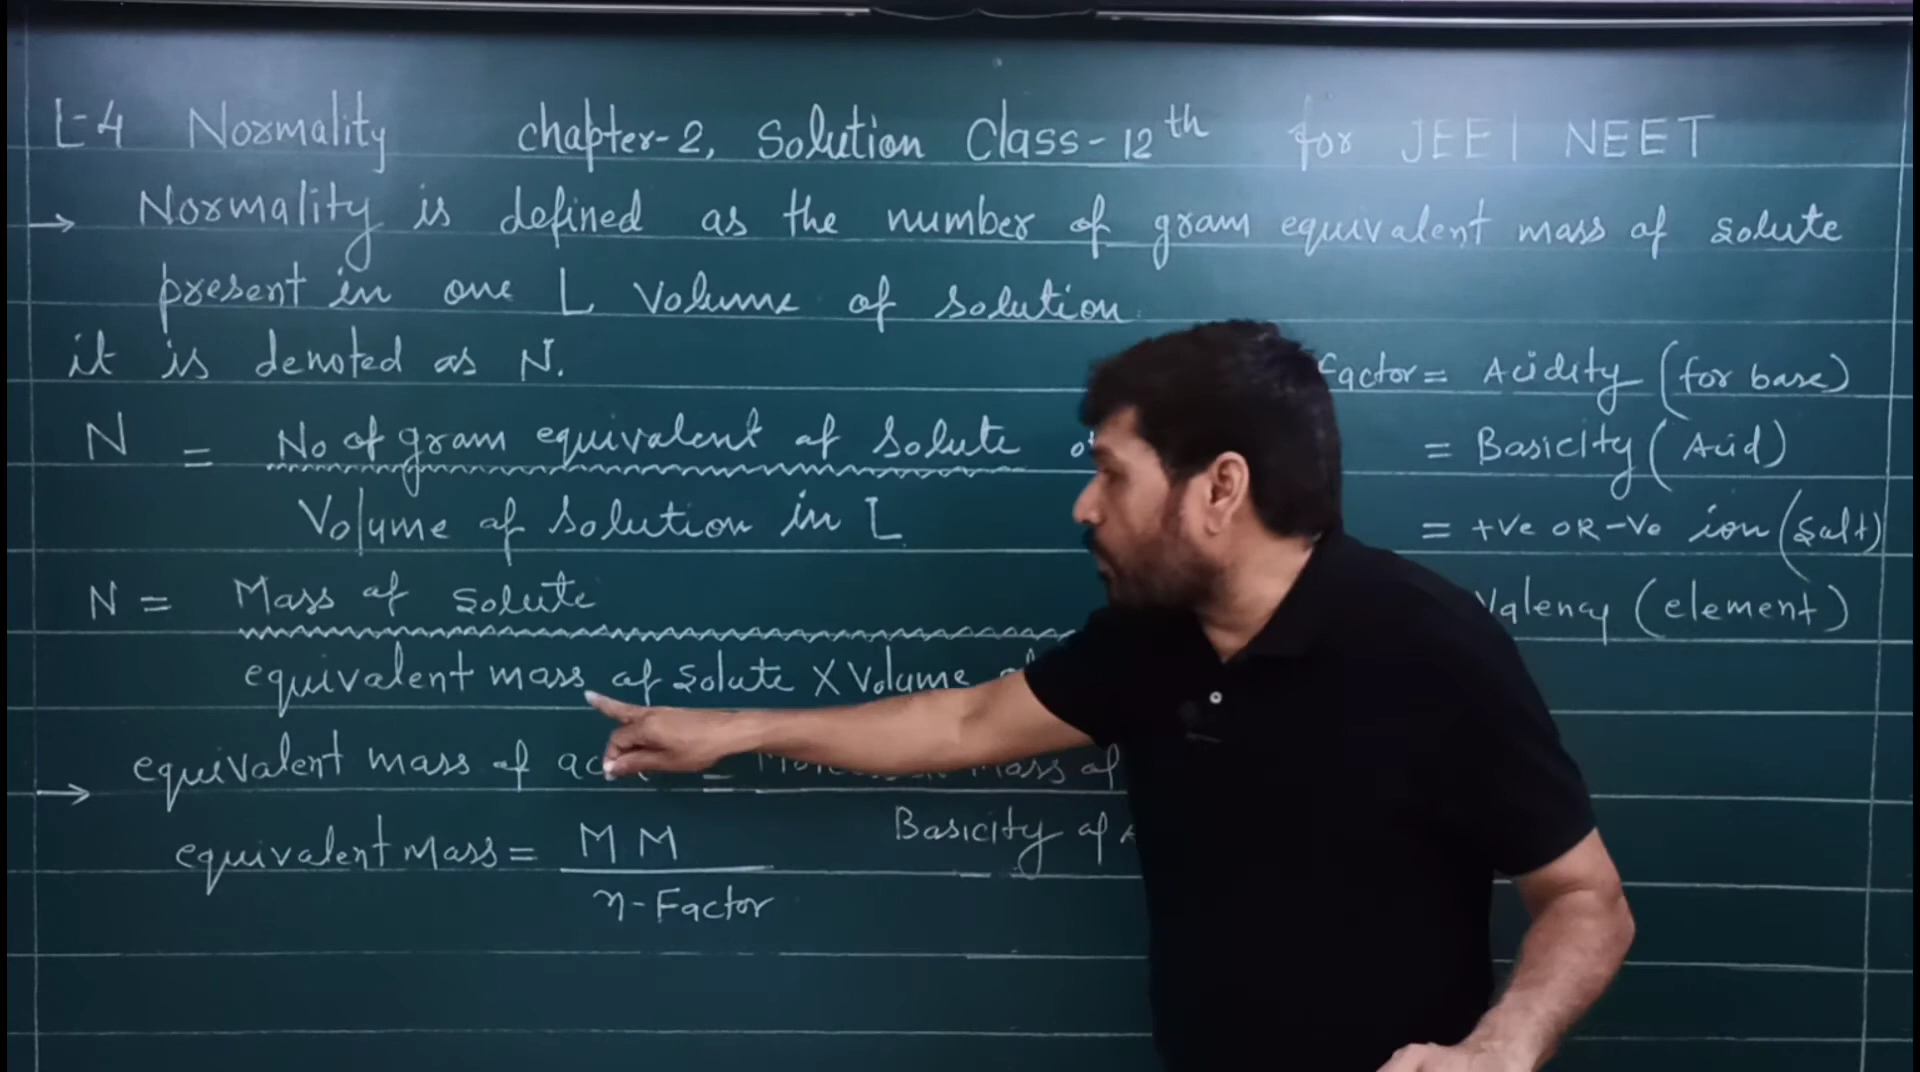 L-4 Normality chapter-2, Solution Class-12th for JEE| NEET
→ Normality is defined as the number of gram equivalent mass of solute
present in one L Volume of solution
it is denoted as N.
N = No of gram equivalent of solute
Volume of solution in L
N = Mass of solute
equivalent mass of solute X Volume
→ equivalent mass of = mass of
Basicity of
equivalent Mass = MM
n-Factor
Factor = Acidity (for base)
= Basicity (Acid)
= +ve OR -Ve ion (Salt)
Valency (element)